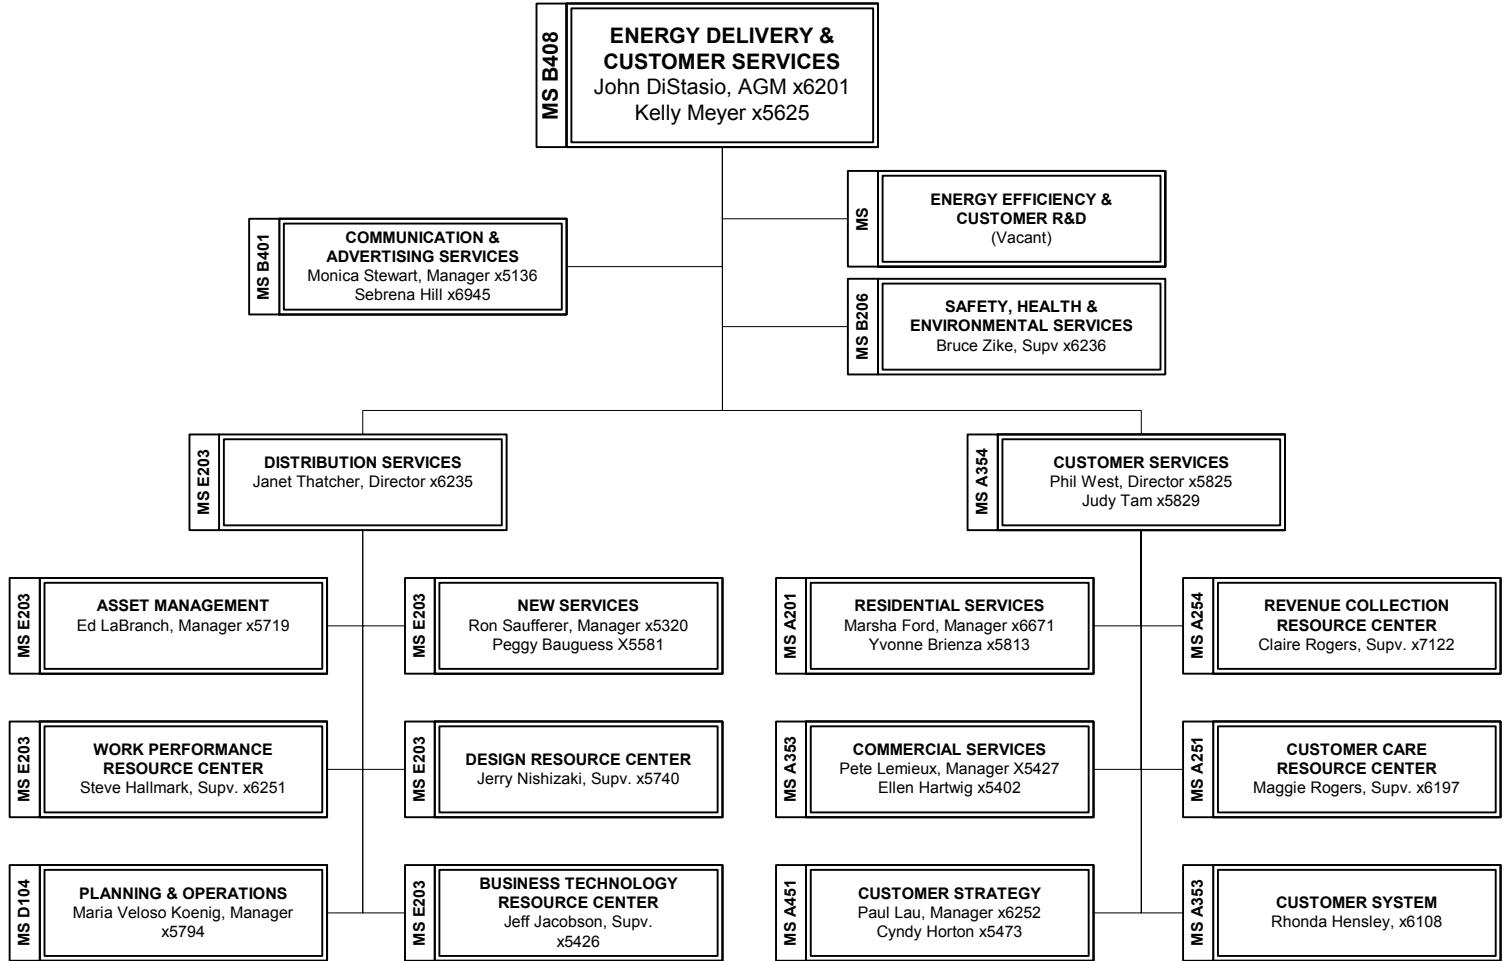 MS B408
ENERGY DELIVERY &
CUSTOMER SERVICES
John DiStasio, AGM x6201
Kelly Meyer x5625
MS
ENERGY EFFICIENCY &
CUSTOMER R&D
(Vacant)
MS B401
COMMUNICATION &
ADVERTISING SERVICES
Monica Stewart, Manager x5136
Sebrena Hill x6945
MS B206
SAFETY, HEALTH &
ENVIRONMENTAL SERVICES
Bruce Zike, Supv x6236
MS E203
DISTRIBUTION SERVICES
Janet Thatcher, Director x6235
MS A354
CUSTOMER SERVICES
Phil West, Director x5825
Judy Tam x5829
MS E203
ASSET MANAGEMENT
Ed LaBranch, Manager x5719
MS E203
NEW SERVICES
Ron Saufferer, Manager x5320
Peggy Bauguess X5581
MS A201
RESIDENTIAL SERVICES
Marsha Ford, Manager x6671
Yvonne Brienza x5813
MS A254
REVENUE COLLECTION
RESOURCE CENTER
Claire Rogers, Supv. x7122
MS E203
WORK PERFORMANCE
RESOURCE CENTER
Steve Hallmark, Supv. x6251
MS E203
DESIGN RESOURCE CENTER
Jerry Nishizaki, Supv. x5740
MS A353
COMMERCIAL SERVICES
Pete Lemieux, Manager X5427
Ellen Hartwig x5402
MS A251
CUSTOMER CARE
RESOURCE CENTER
Maggie Rogers, Supv. x6197
MS D104
PLANNING & OPERATIONS
Maria Veloso Koenig, Manager
x5794
MS E203
BUSINESS TECHNOLOGY
RESOURCE CENTER
Jeff Jacobson, Supv.
x5426
MS A451
CUSTOMER STRATEGY
Paul Lau, Manager x6252
Cyndy Horton x5473
MS A353
CUSTOMER SYSTEM
Rhonda Hensley, x6108